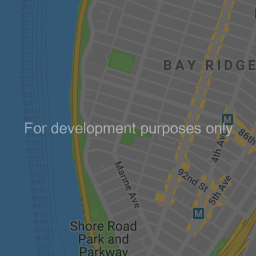 BAY RIDGE
For development purposes only
M
86th
4th Ave
Marine Ave
92nd St
5th Ave
M
Shore Road
Park and
Parkway